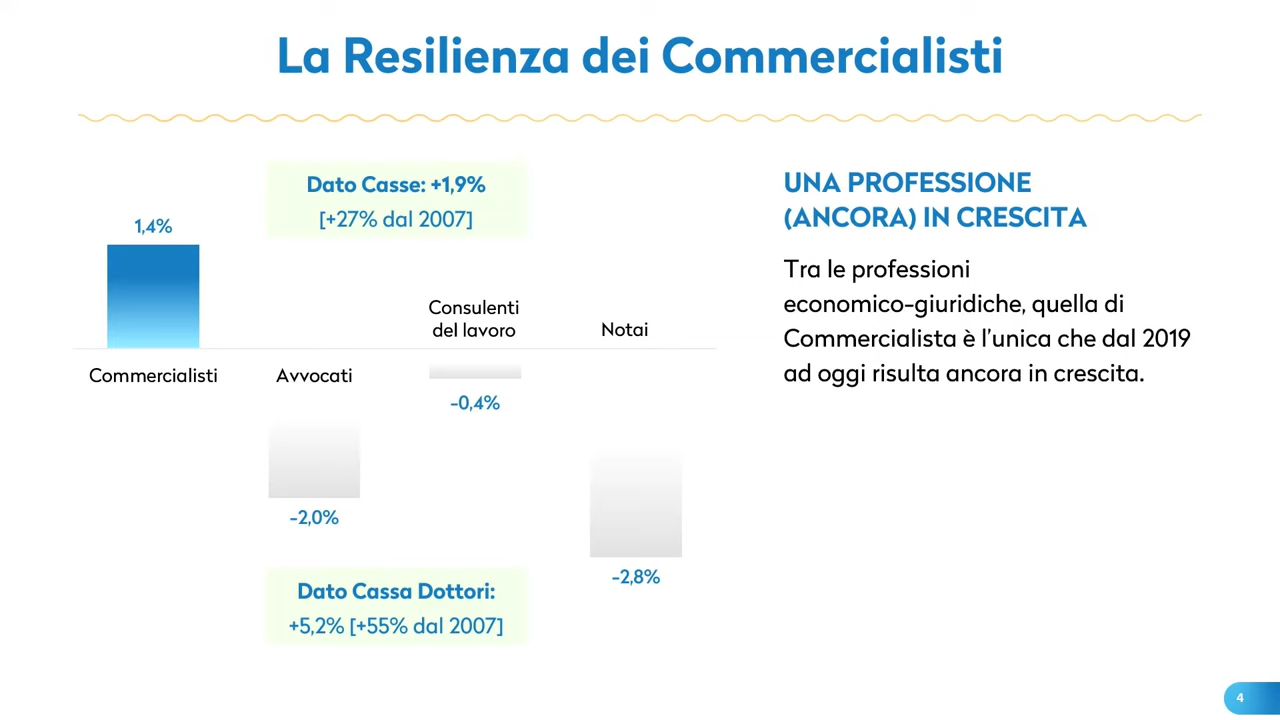 La Resilienza dei Commercialisti
Dato Casse: +1,9%
[+27% dal 2007]
1,4%
Consulenti
del lavoro
Notai
Commercialisti
Avvocati
-0,4%
-2,0%
-2,8%
Dato Cassa Dottori:
+5,2% [+55% dal 2007]
UNA PROFESSIONE
(ANCORA) IN CRESCITA
Tra le professioni
economico-giuridiche, quella di
Commercialista è l’unica che dal 2019
ad oggi risulta ancora in crescita.
4